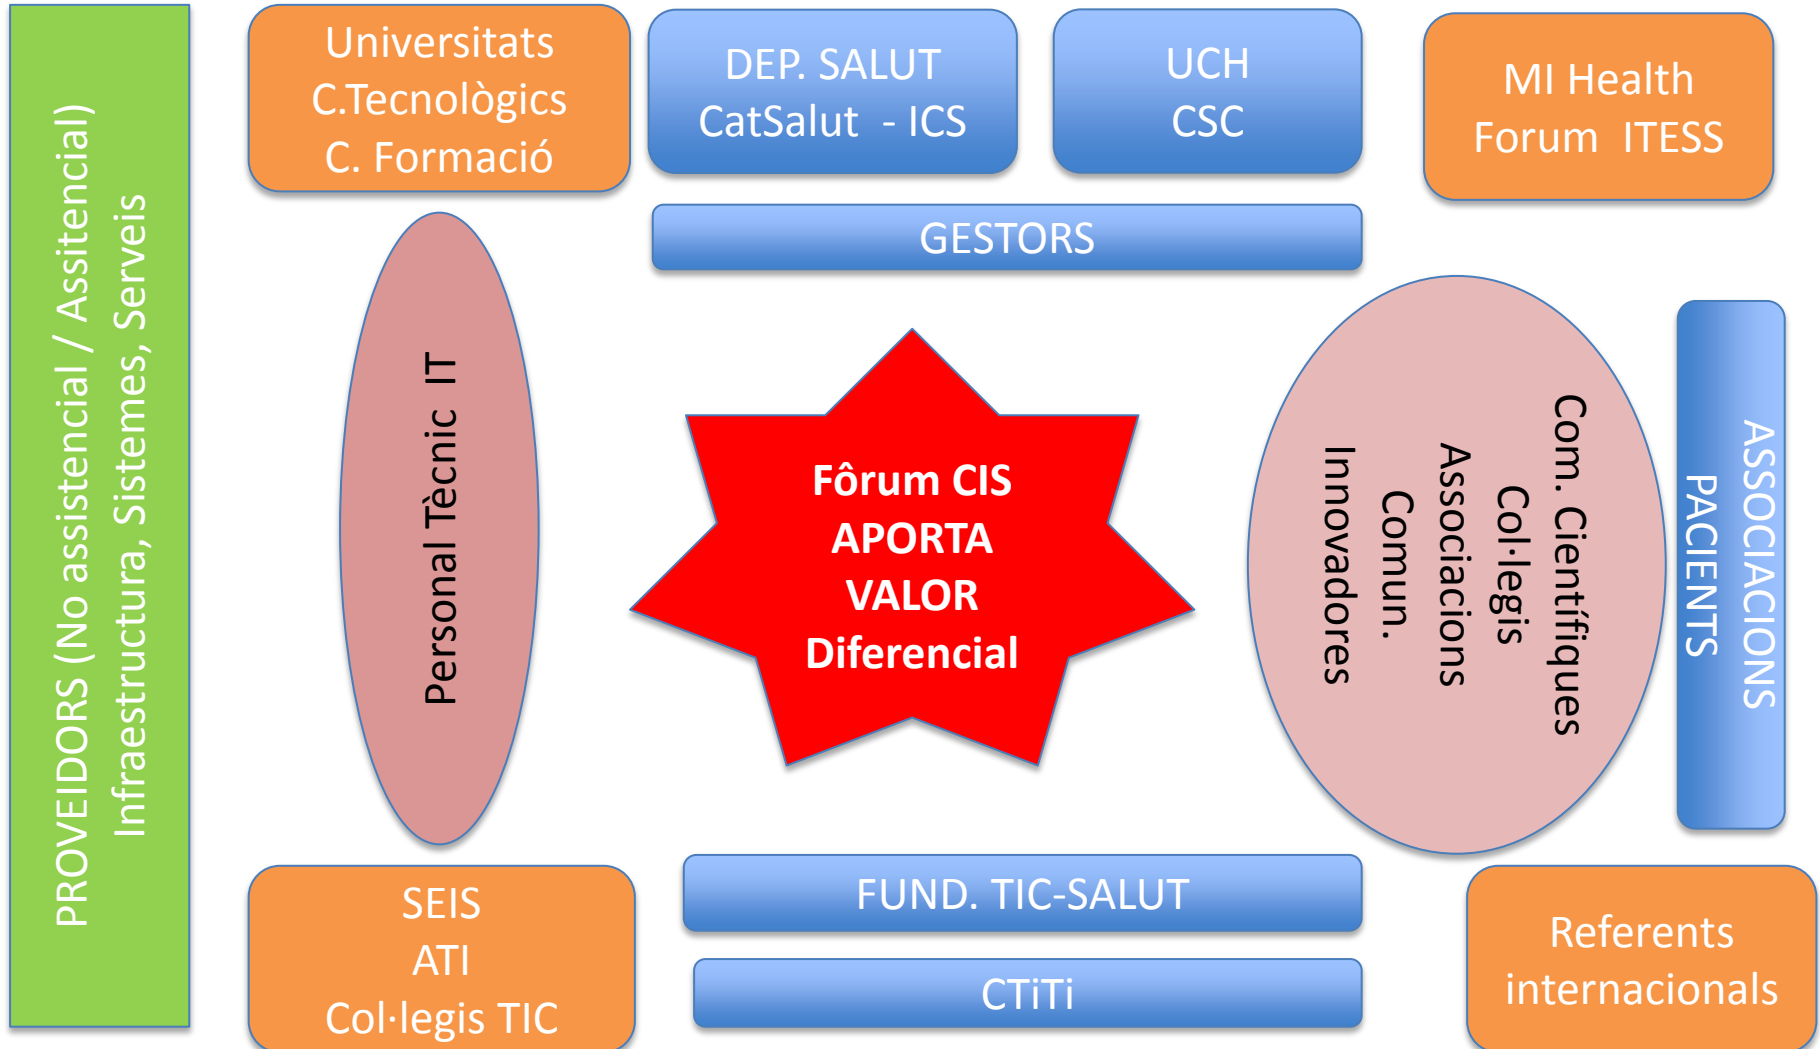 PROVEIDORS (No assistencial / Assitencial)
Infraestructura, Sistemes, Serveis
Universitats
C.Tecnològics
C. Formació
DEP. SALUT
CatSalut - ICS
UCH
CSC
MI Health
Forum ITESS
GESTORS
Personal Tècnic IT
Fôrum CIS
APORTA
VALOR
Diferencial
Com. Científiques
Col·legis
Associacions
Comun.
Innovadores
ASSOCIACIONS
PACIENTS
SEIS
ATI
Col·legis TIC
FUND. TIC-SALUT
CTiTi
Referents
internacionals